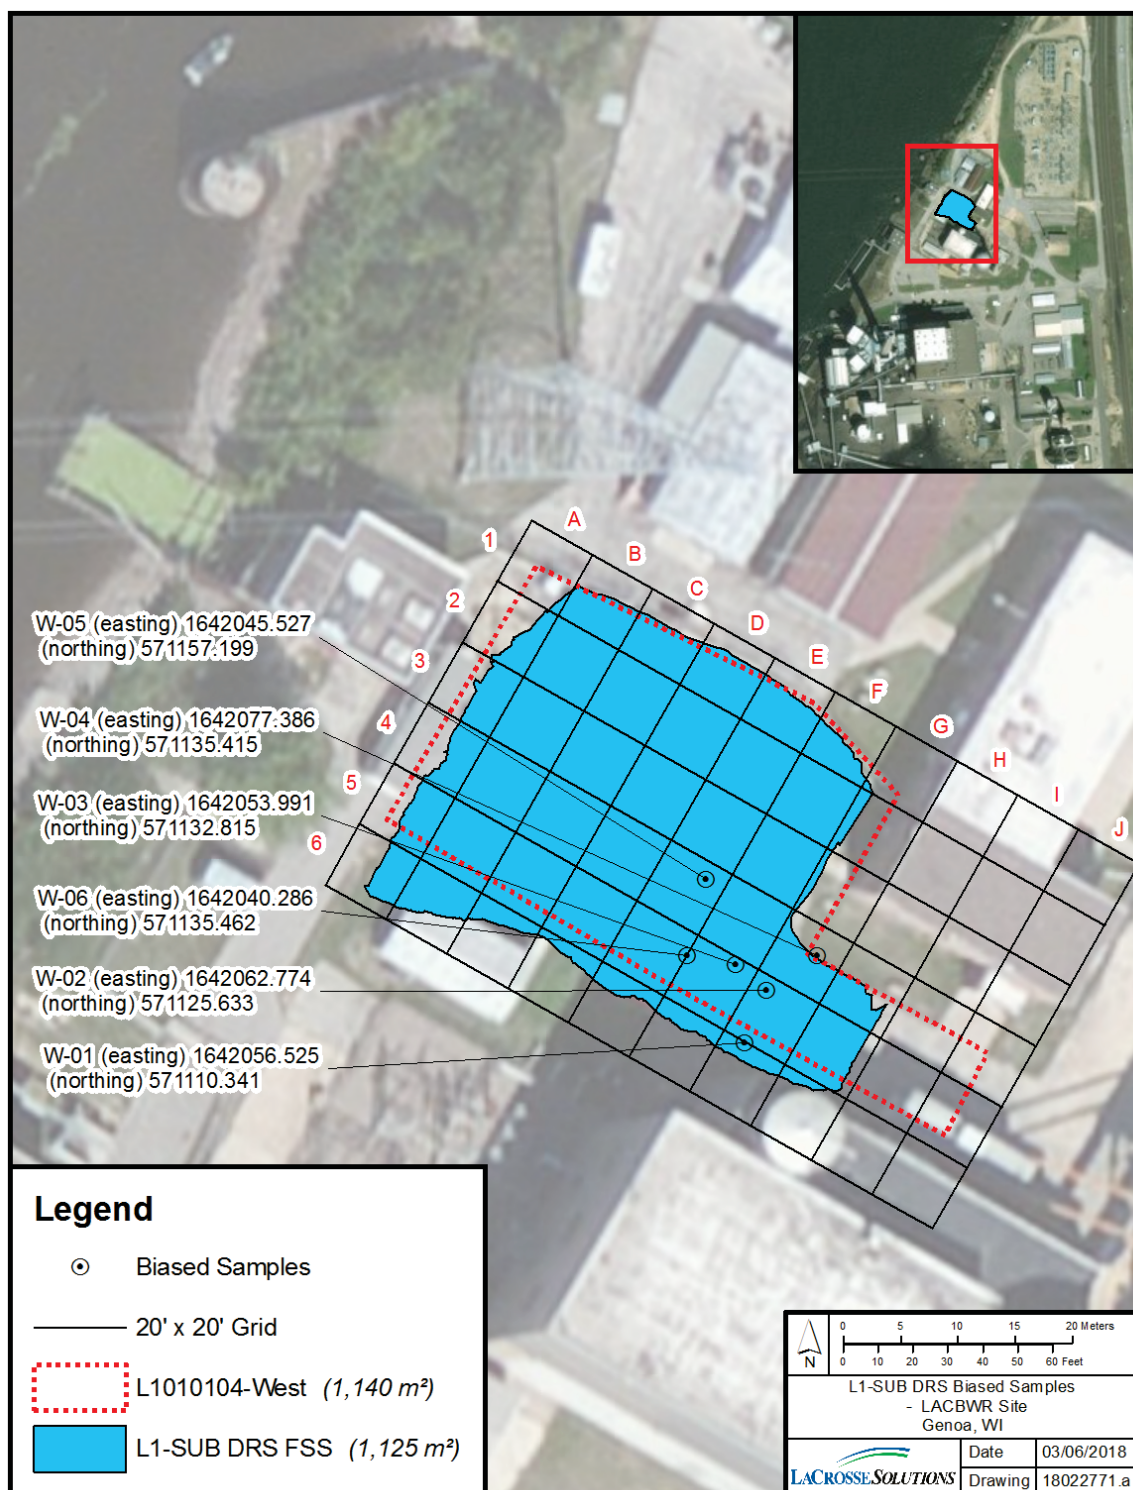 A
1
B
2
C
D
3
E
F
4
G
5
H
6
I
J
W-05 (easting) 1642045.527
(northing) 571157.199
W-04 (easting) 1642077.386
(northing) 571135.415
W-03 (easting) 1642053.991
(northing) 571132.815
W-06 (easting) 1642040.286
(northing) 571135.462
W-02 (easting) 1642062.774
(northing) 571125.633
W-01 (easting) 1642056.525
(northing) 571110.341
Legend
Biased Samples
20' x 20' Grid
L1010104-West (1,140 m²)
L1-SUB DRS FSS (1,125 m²)
N
0 5 10 15 20 Meters
0 10 20 30 40 50 60 Feet
L1-SUB DRS Biased Samples
- LACBWR Site
Genoa, WI
LACROSSESOLUTIONS
Date 03/06/2018
Drawing 18022771.a